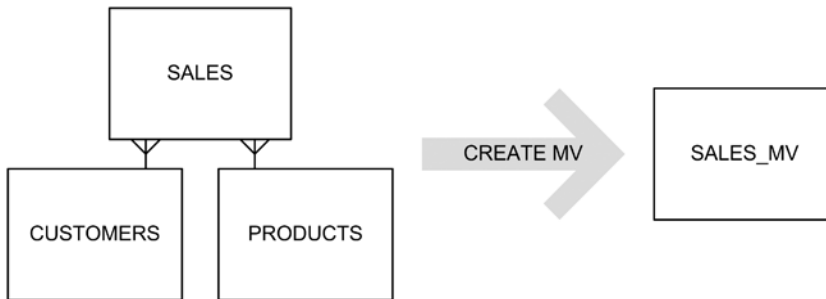 SALES
CREATE MV
SALES_MV
CUSTOMERS
PRODUCTS